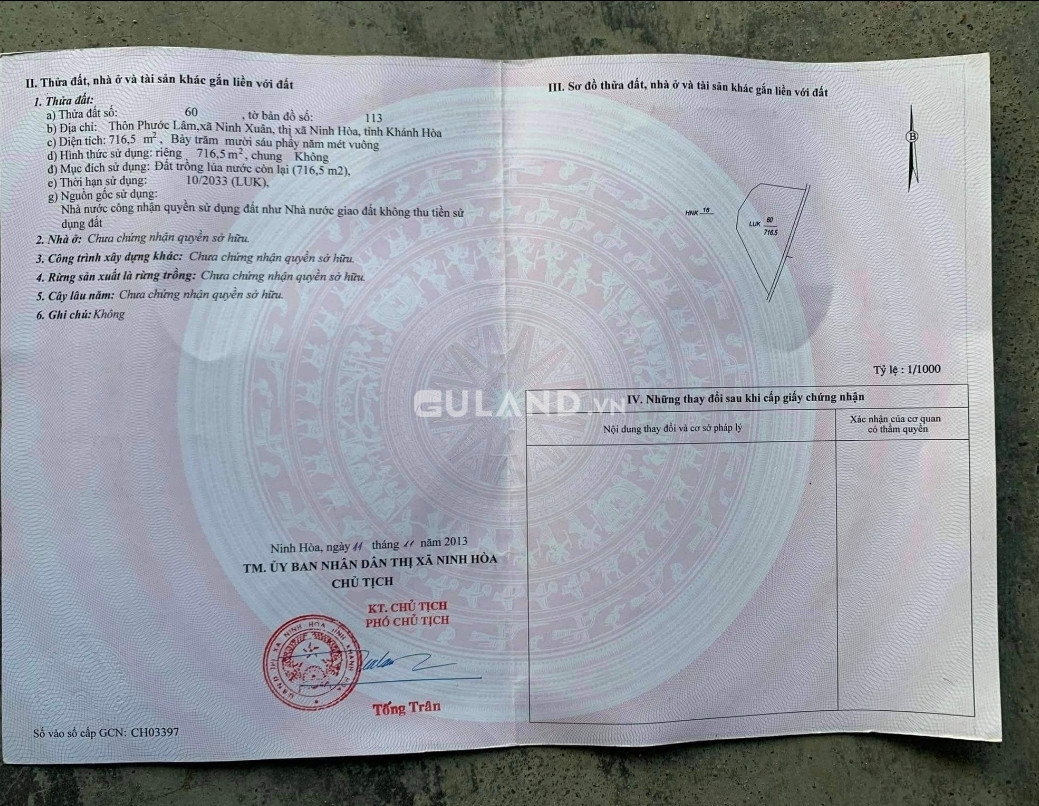 II. Thửa đất, nhà ở và tài sản khác gắn liền với đất
1. Thửa đất:
a) Thửa đất số: 60 , tờ bản đồ số: 113
b) Địa chỉ: Thôn Phước Lâm,xã Ninh Xuân, thị xã Ninh Hòa, tỉnh Khánh Hòa
c) Diện tích: 716,5 m², Bảy trăm mười sáu phẩy năm mét vuông
d) Hình thức sử dụng: riêng 716,5 m², chung Không
đ) Mục đích sử dụng: Đất trồng lúa nước còn lại (716,5 m2),
e) Thời hạn sử dụng: 10/2033 (LUK),
g) Nguồn gốc sử dụng:
Nhà nước công nhận quyền sử dụng đất như Nhà nước giao đất không thu tiền sử
dụng đất
2. Nhà ở: Chưa chứng nhận quyền sở hữu.
3. Công trình xây dựng khác: Chưa chứng nhận quyền sở hữu.
4. Rừng sản xuất là rừng trồng: Chưa chứng nhận quyền sở hữu.
5. Cây lâu năm: Chưa chứng nhận quyền sở hữu.
6. Ghi chú: Không
Ninh Hòa, ngày 11 tháng 11 năm 2013
TM. ỦY BAN NHÂN DÂN THỊ XÃ NINH HÒA
CHỦ TỊCH
KT. CHỦ TỊCH
PHÓ CHỦ TỊCH
Tống Trân
Số vào sổ cấp GCN: CH03397
III. Sơ đồ thửa đất, nhà ở và tài sản khác gắn liền với đất
B
HNK 16
LUK 60
716.5
Tỷ lệ : 1/1000
IV. Những thay đổi sau khi cấp giấy chứng nhận
Nội dung thay đổi và cơ sở pháp lý
Xác nhận của cơ quan
có thẩm quyền
GULAND.VN